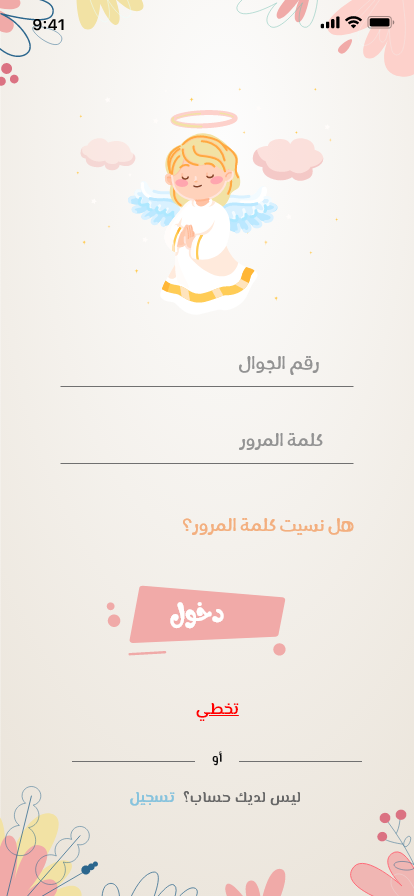 9:41
رقم الجوال
كلمة المرور
هل نسيت كلمة المرور؟
دخول
تخطي
أو
ليس لديك حساب؟ تسجيل